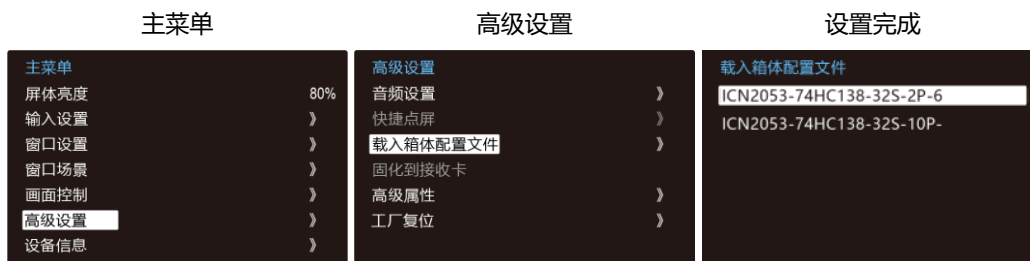 主菜单
高级设置
设置完成
主菜单
屏体亮度 80%
输入设置 》
窗口设置 》
窗口场景 》
画面控制 》
高级设置 》
设备信息 》
高级设置
音频设置 》
快捷点屏 》
载入箱体配置文件 》
固化到接收卡
高级属性 》
工厂复位 》
载入箱体配置文件
ICN2053-74HC138-32S-2P-6
ICN2053-74HC138-32S-10P-